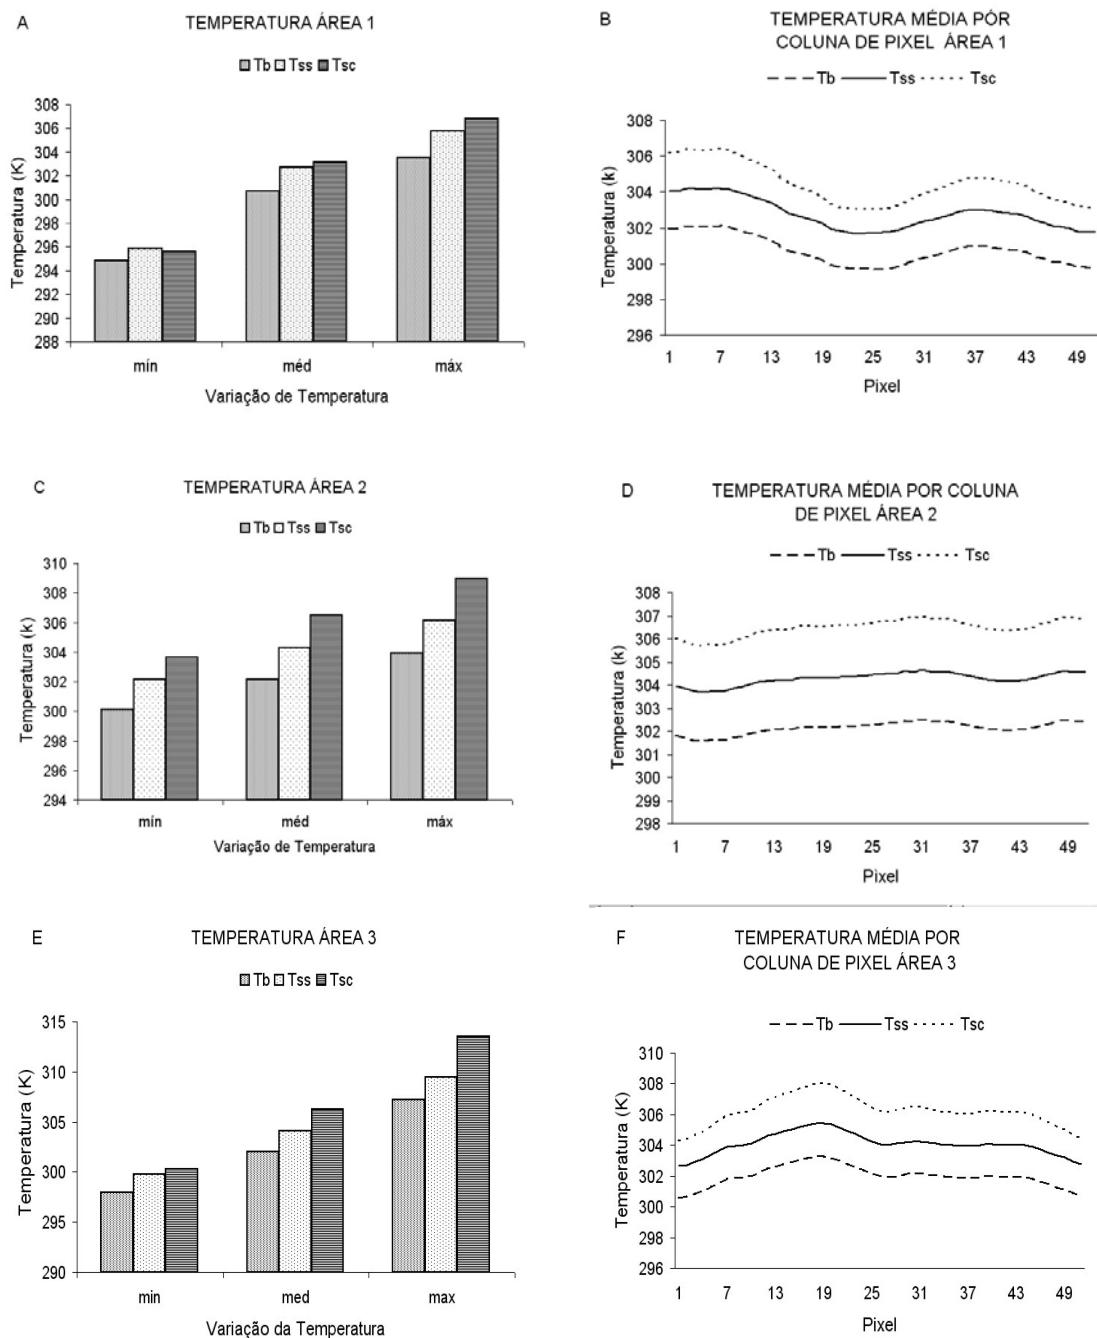 A
TEMPERATURA ÁREA 1
Tb Tss Tsc
308
306
304
302
300
298
296
294
292
290
288
Temperatura (K)
mín méd máx
Variação de Temperatura
B
TEMPERATURA MÉDIA PÓR
COLUNA DE PIXEL ÁREA 1
Tb Tss Tsc
308
306
304
302
300
298
296
Temperatura (k)
1 7 13 19 25 31 37 43 49
Pixel
C
TEMPERATURA ÁREA 2
Tb Tss Tsc
310
308
306
304
302
300
298
296
294
Temperatura (k)
mín méd máx
Variação de Temperatura
D
TEMPERATURA MÉDIA POR COLUNA
DE PIXEL ÁREA 2
Tb Tss Tsc
308
307
306
305
304
303
302
301
300
299
298
Temperatura (k)
1 7 13 19 25 31 37 43 49
Pixel
E
TEMPERATURA ÁREA 3
Tb Tss Tsc
315
310
305
300
295
290
Temperatura (K)
min med max
Variação da Temperatura
F
TEMPERATURA MÉDIA POR
COLUNA DE PIXEL ÁREA 3
Tb Tss Tsc
310
308
306
304
302
300
298
296
Temperatura (K)
1 7 13 19 25 31 37 43 49
Pixel